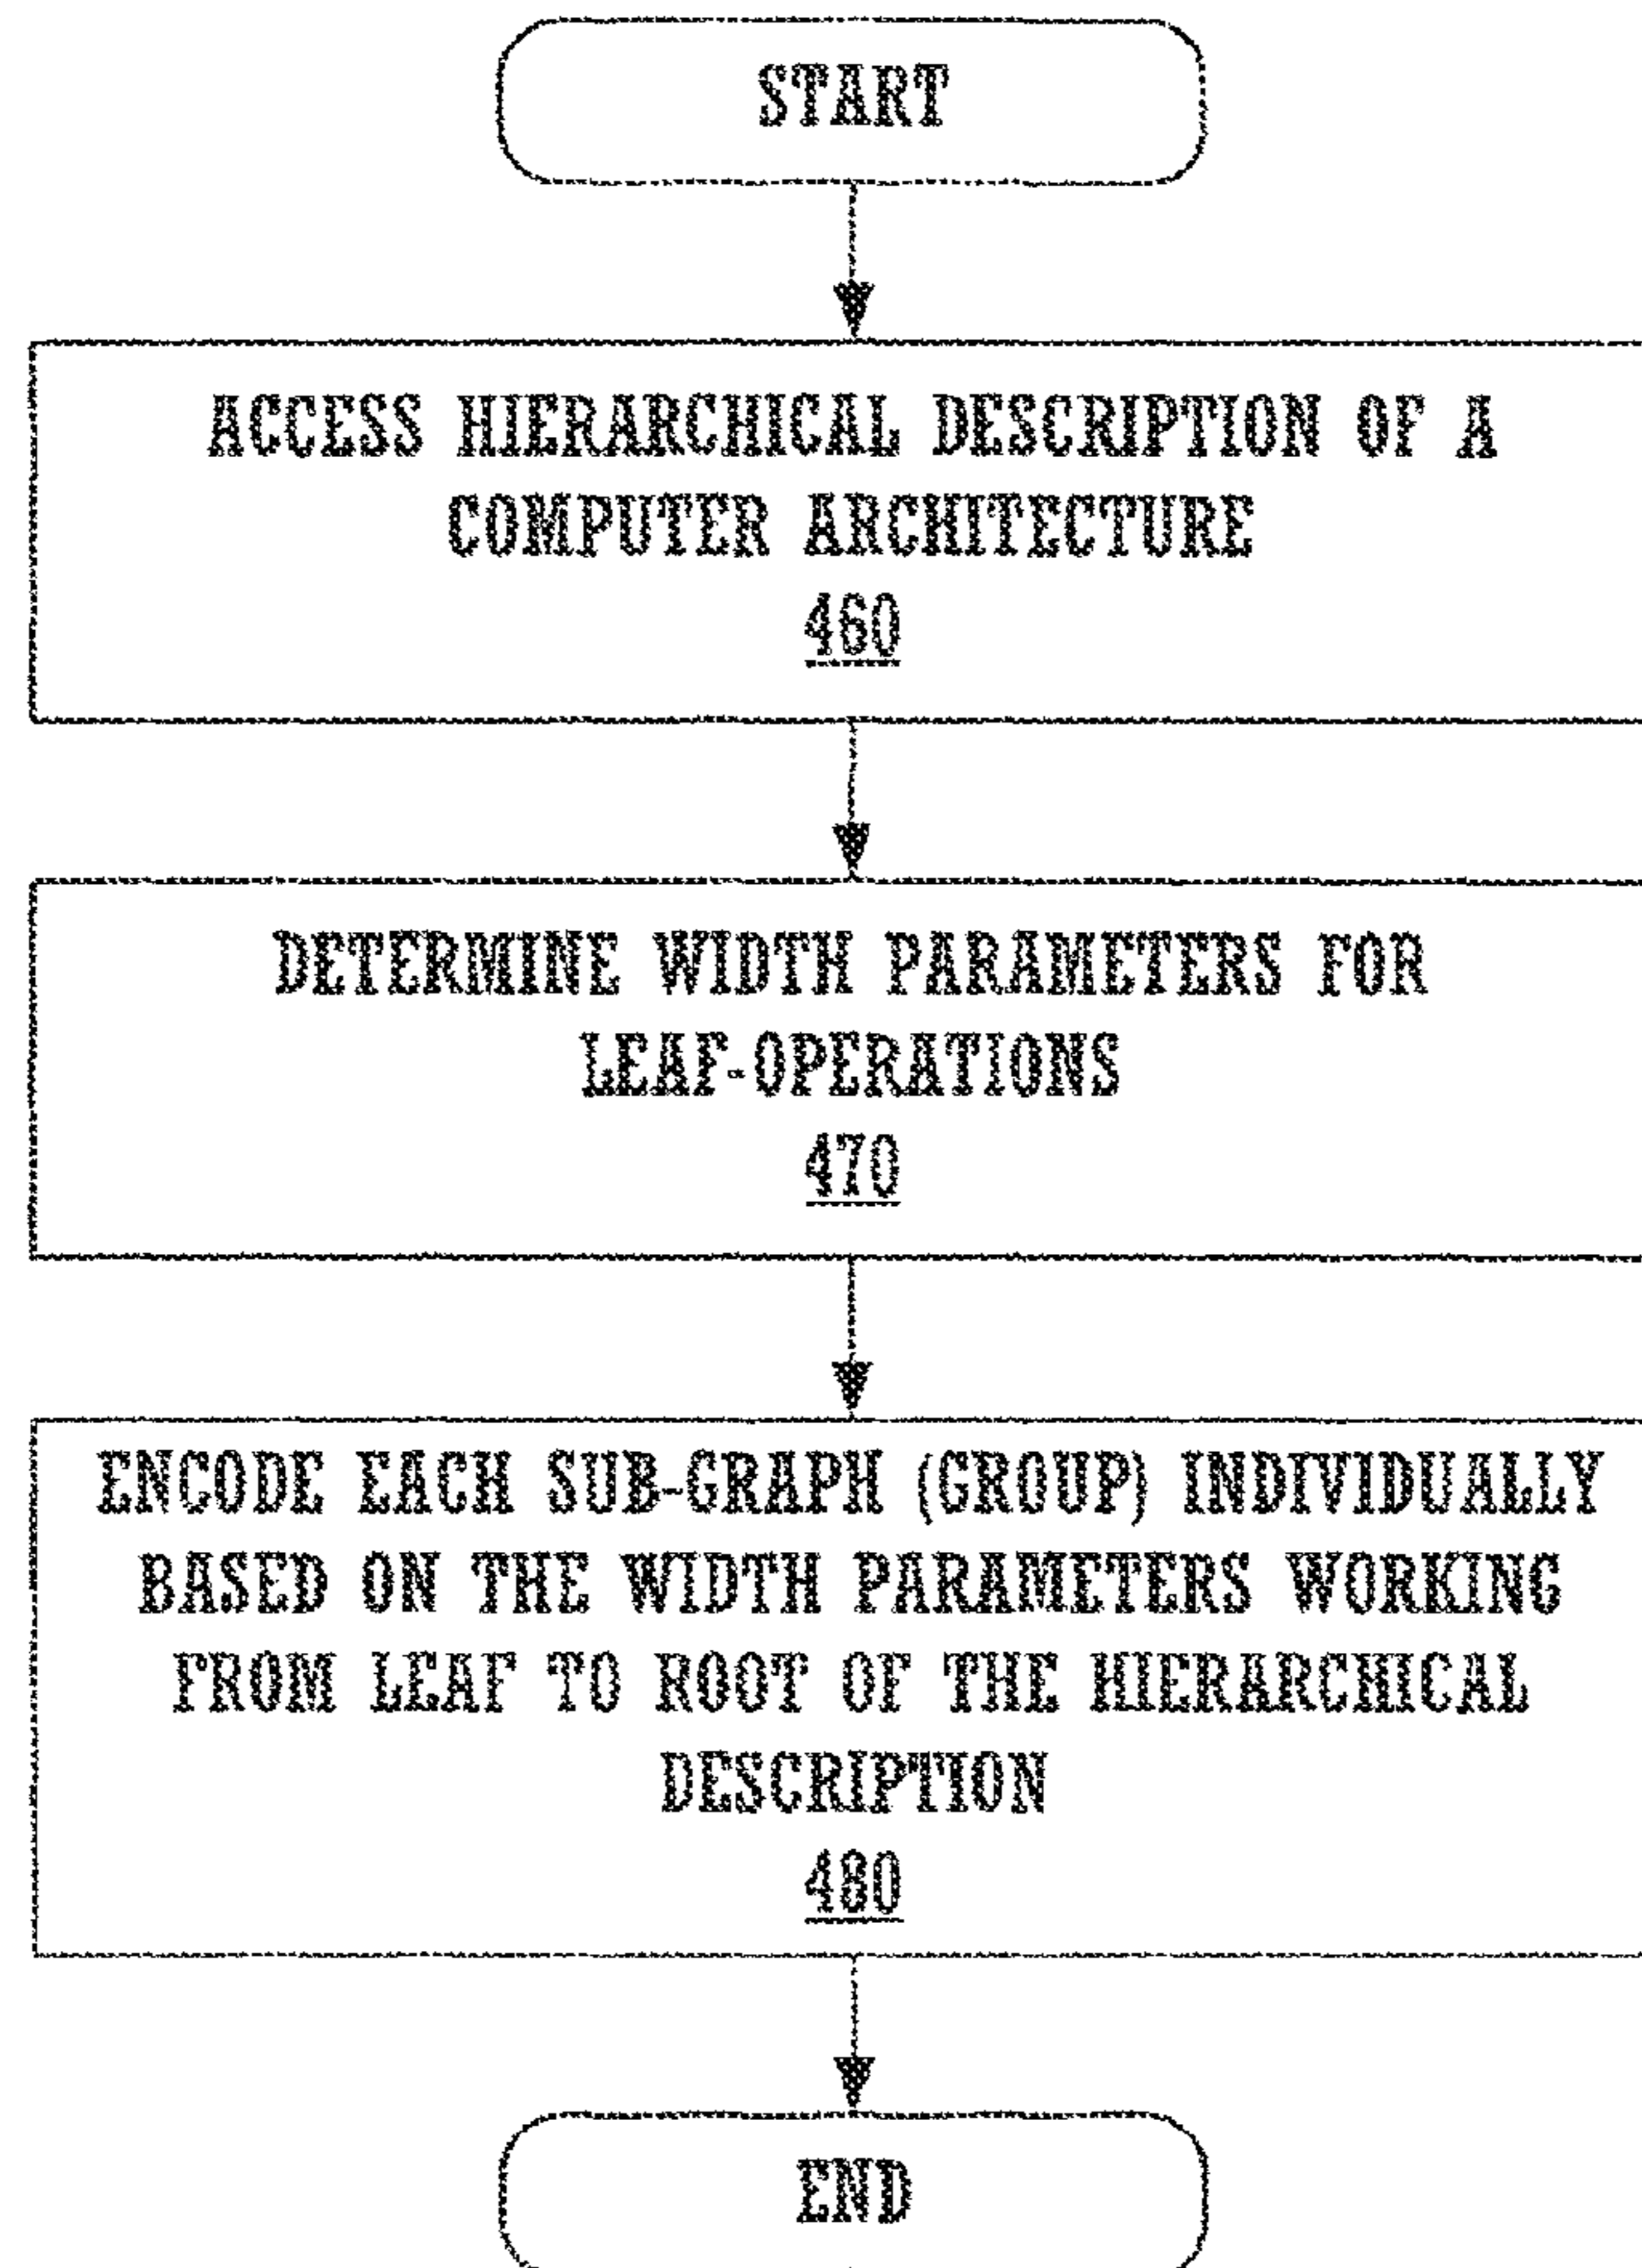 START
ACCESS HIERARCHICAL DESCRIPTION OF A
COMPUTER ARCHITECTURE
460
DETERMINE WIDTH PARAMETERS FOR
LEAF-OPERATIONS
470
ENCODE EACH SUB-GRAPH (GROUP) INDIVIDUALLY
BASED ON THE WIDTH PARAMETERS WORKING
FROM LEAF TO ROOT OF THE HIERARCHICAL
DESCRIPTION
480
END